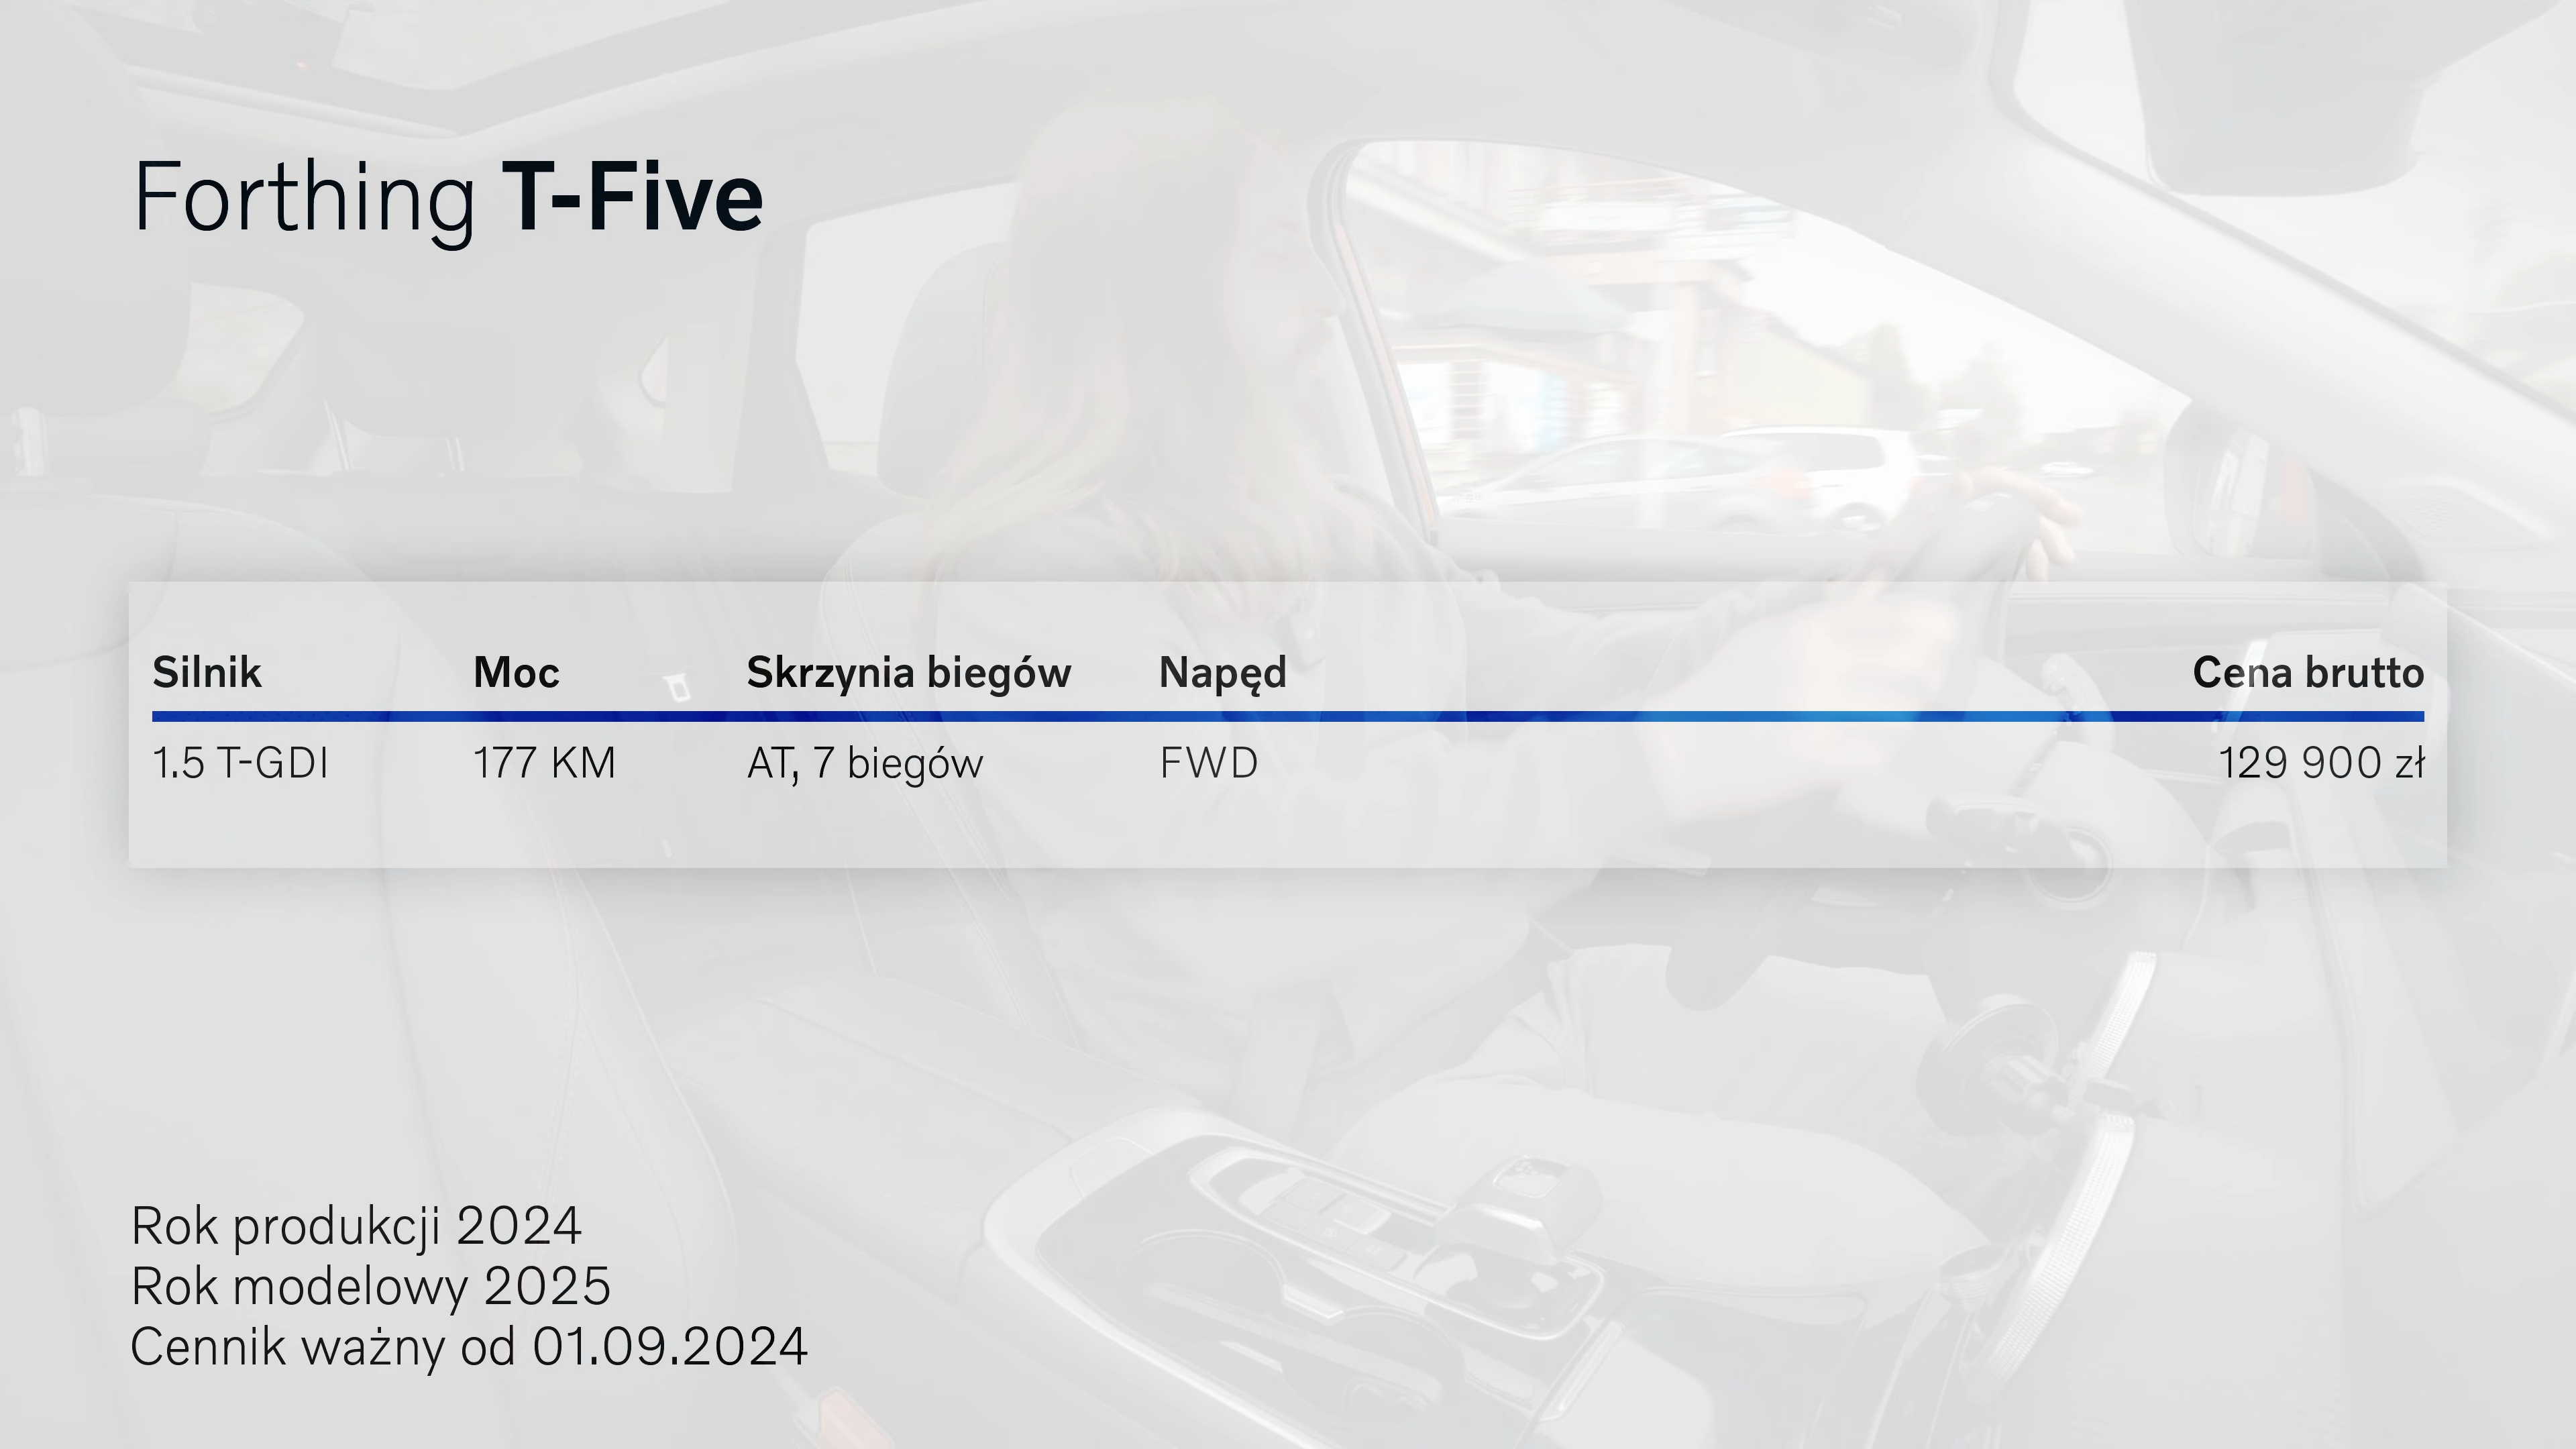 Forthing T-Five
Silnik Moc Skrzynia biegów Napęd Cena brutto
1.5 T-GDI 177 KM AT, 7 biegów FWD 129 900 zł
Rok produkcji 2024
Rok modelowy 2025
Cennik ważny od 01.09.2024